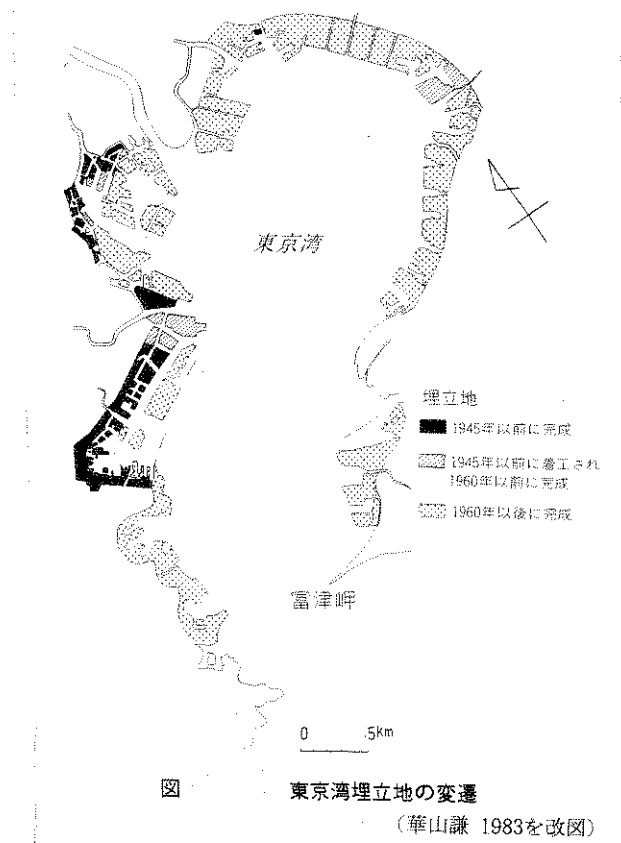 東京湾
埋立地
1945年以前に完成
1945年以前に着工され
1960年以前に完成
1960年以後に完成
富津岬
0 5km
図 東京湾埋立地の変遷
(華山謙 1983を改図)